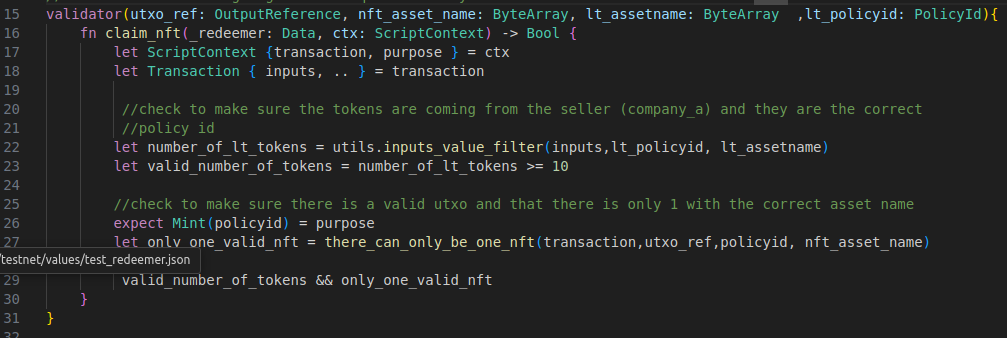 15 validator(utxo_ref: OutputReference, nft_asset_name: ByteArray, lt_assetname: ByteArray  ,lt_policyid: PolicyId){
16     fn claim_nft(_redeemer: Data, ctx: ScriptContext) -> Bool {
17         let ScriptContext {transaction, purpose } = ctx
18         let Transaction { inputs, .. } = transaction
19
20          //check to make sure the tokens are coming from the seller (company_a) and they are the correct
21          //policy id
22         let number_of_lt_tokens = utils.inputs_value_filter(inputs,lt_policyid, lt_assetname)
23         let valid_number_of_tokens = number_of_lt_tokens >= 10
24
25         //check to make sure there is a valid utxo and that there is only 1 with the correct asset name
26         expect Mint(policyid) = purpose
27         let only_one_valid_nft = there_can_only_be_one_nft(transaction,utxo_ref,policyid, nft_asset_name)
/testnet/values/test_redeemer.json
29          valid_number_of_tokens && only_one_valid_nft
30     }
31 }
32